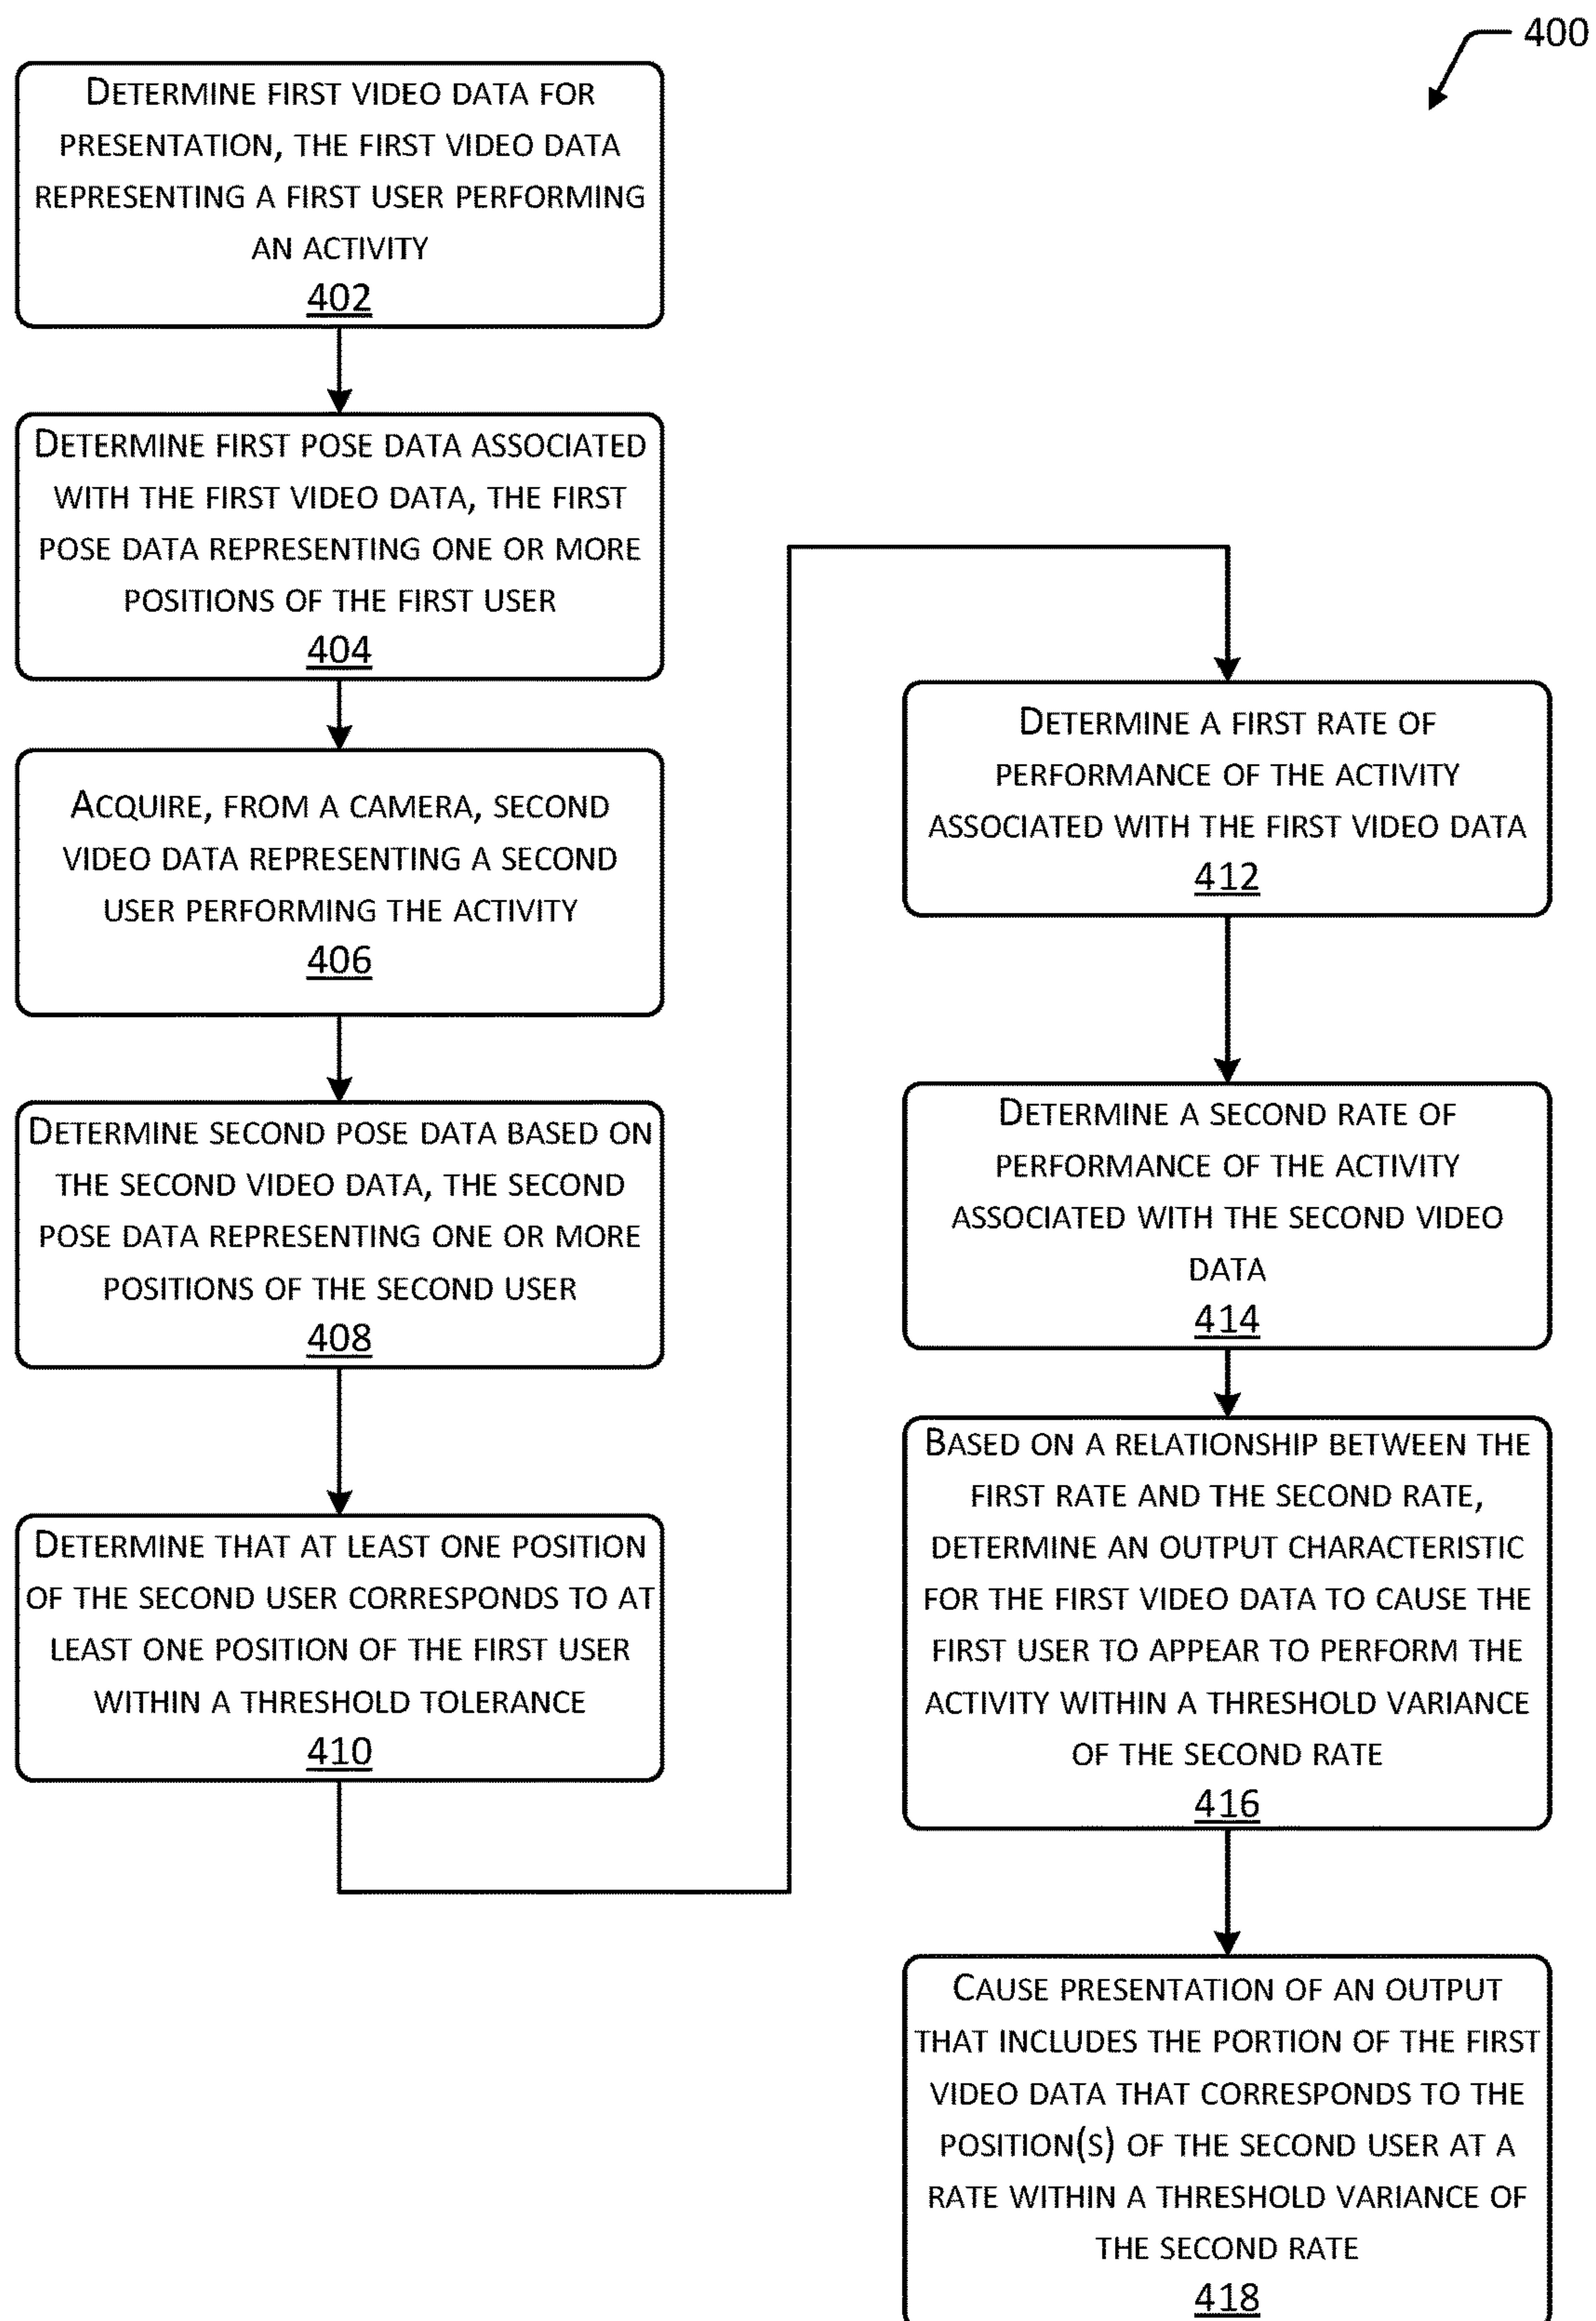 400
DETERMINE FIRST VIDEO DATA FOR
PRESENTATION, THE FIRST VIDEO DATA
REPRESENTING A FIRST USER PERFORMING
AN ACTIVITY
402
DETERMINE FIRST POSE DATA ASSOCIATED
WITH THE FIRST VIDEO DATA, THE FIRST
POSE DATA REPRESENTING ONE OR MORE
POSITIONS OF THE FIRST USER
404
ACQUIRE, FROM A CAMERA, SECOND
VIDEO DATA REPRESENTING A SECOND
USER PERFORMING THE ACTIVITY
406
DETERMINE SECOND POSE DATA BASED ON
THE SECOND VIDEO DATA, THE SECOND
POSE DATA REPRESENTING ONE OR MORE
POSITIONS OF THE SECOND USER
408
DETERMINE THAT AT LEAST ONE POSITION
OF THE SECOND USER CORRESPONDS TO AT
LEAST ONE POSITION OF THE FIRST USER
WITHIN A THRESHOLD TOLERANCE
410
DETERMINE A FIRST RATE OF
PERFORMANCE OF THE ACTIVITY
ASSOCIATED WITH THE FIRST VIDEO DATA
412
DETERMINE A SECOND RATE OF
PERFORMANCE OF THE ACTIVITY
ASSOCIATED WITH THE SECOND VIDEO
DATA
414
BASED ON A RELATIONSHIP BETWEEN THE
FIRST RATE AND THE SECOND RATE,
DETERMINE AN OUTPUT CHARACTERISTIC
FOR THE FIRST VIDEO DATA TO CAUSE THE
FIRST USER TO APPEAR TO PERFORM THE
ACTIVITY WITHIN A THRESHOLD VARIANCE
OF THE SECOND RATE
416
CAUSE PRESENTATION OF AN OUTPUT
THAT INCLUDES THE PORTION OF THE FIRST
VIDEO DATA THAT CORRESPONDS TO THE
POSITION(S) OF THE SECOND USER AT A
RATE WITHIN A THRESHOLD VARIANCE OF
THE SECOND RATE
418